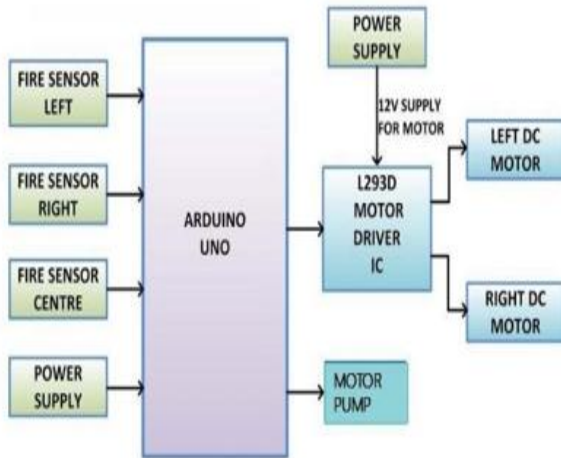 FIRE SENSOR
LEFT
FIRE SENSOR
RIGHT
FIRE SENSOR
CENTRE
POWER
SUPPLY
ARDUINO
UNO
POWER
SUPPLY
12V SUPPLY
FOR MOTOR
L293D
MOTOR
DRIVER
IC
LEFT DC
MOTOR
RIGHT DC
MOTOR
MOTOR
PUMP